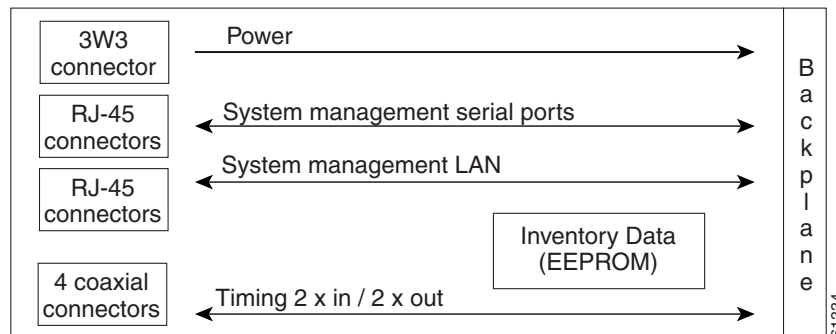 3W3
connector
Power
RJ-45
connectors
System management serial ports
RJ-45
connectors
System management LAN
Inventory Data
(EEPROM)
4 coaxial
connectors
Timing 2 x in / 2 x out
Backplane